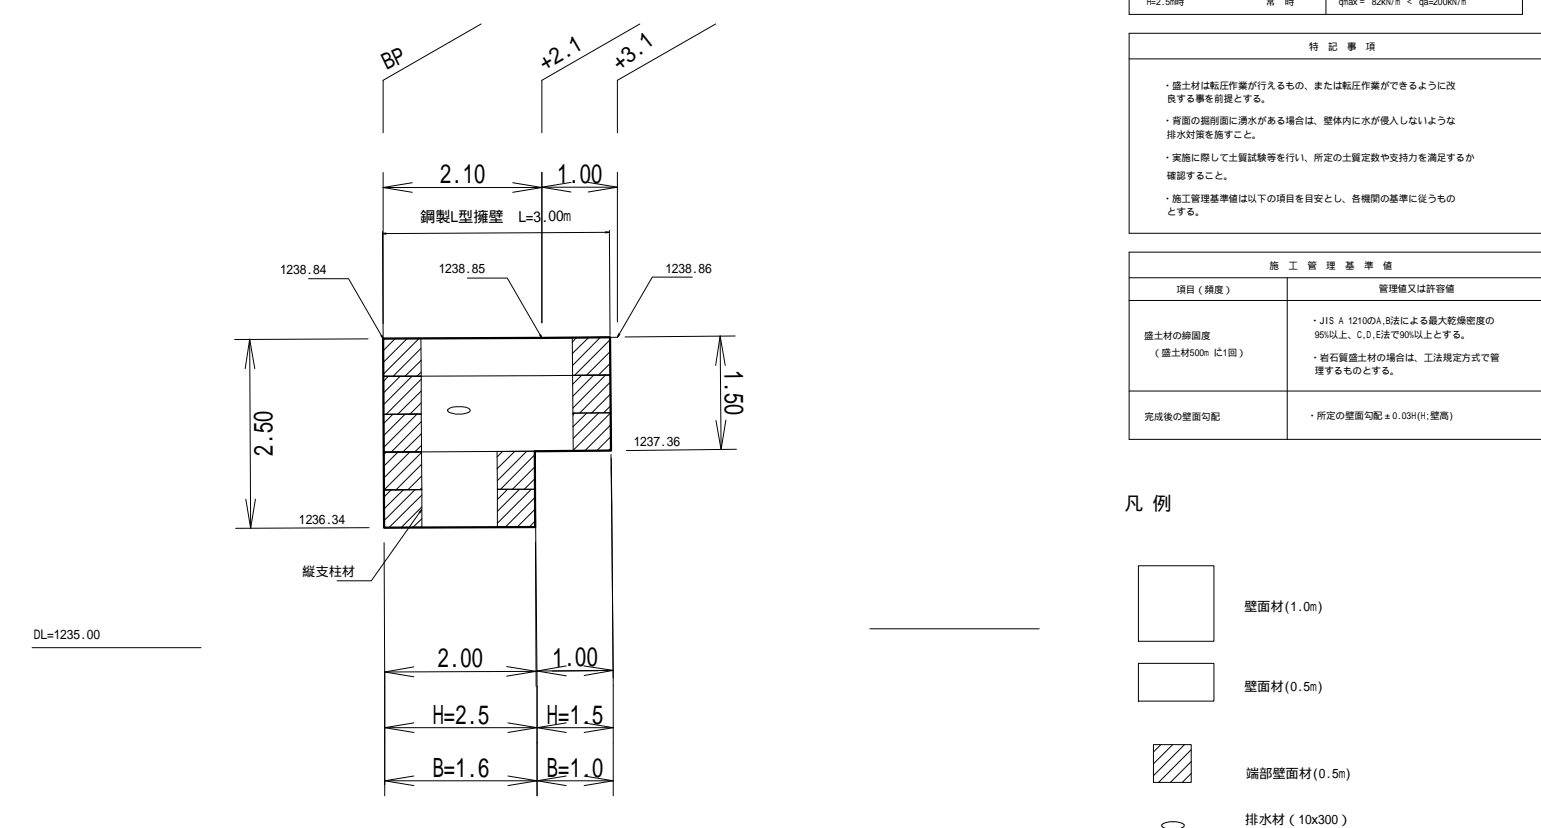 BP
+2.1
+3.1
2.10
1.00
鋼製L型擁壁 L=3.00m
1238.84
1238.85
1238.86
2.50
1.50
1237.36
1236.34
縦支柱材
DL=1235.00
2.00
1.00
H=2.5
H=1.5
B=1.6
B=1.0
H=2.5m時 常 時 qmax = 82kN/m < qa=200kN/m
特 記 事 項
・盛土材は転圧作業が行えるもの、または転圧作業ができるように改
良する事を前提とする。
・背面の掘削面に湧水がある場合は、壁体内に水が侵入しないような
排水対策を施すこと。
・実施に際して土質試験等を行い、所定の土質定数や支持力を満足するか
確認すること。
・施工管理基準値は以下の項目を目安とし、各機関の基準に従うもの
とする。
施 工 管 理 基 準 値
項目(頻度)
管理値又は許容値
盛土材の締固度
(盛土材500m に1回)
・JIS A 1210のA,B法による最大乾燥密度の
95%以上、C,D,E法で90%以上とする。
・岩石質盛土材の場合は、工法規定方式で管
理するものとする。
完成後の壁面勾配
・所定の壁面勾配±0.03H(H;壁高)
凡 例
壁面材(1.0m)
壁面材(0.5m)
端部壁面材(0.5m)
排水材(10x300)